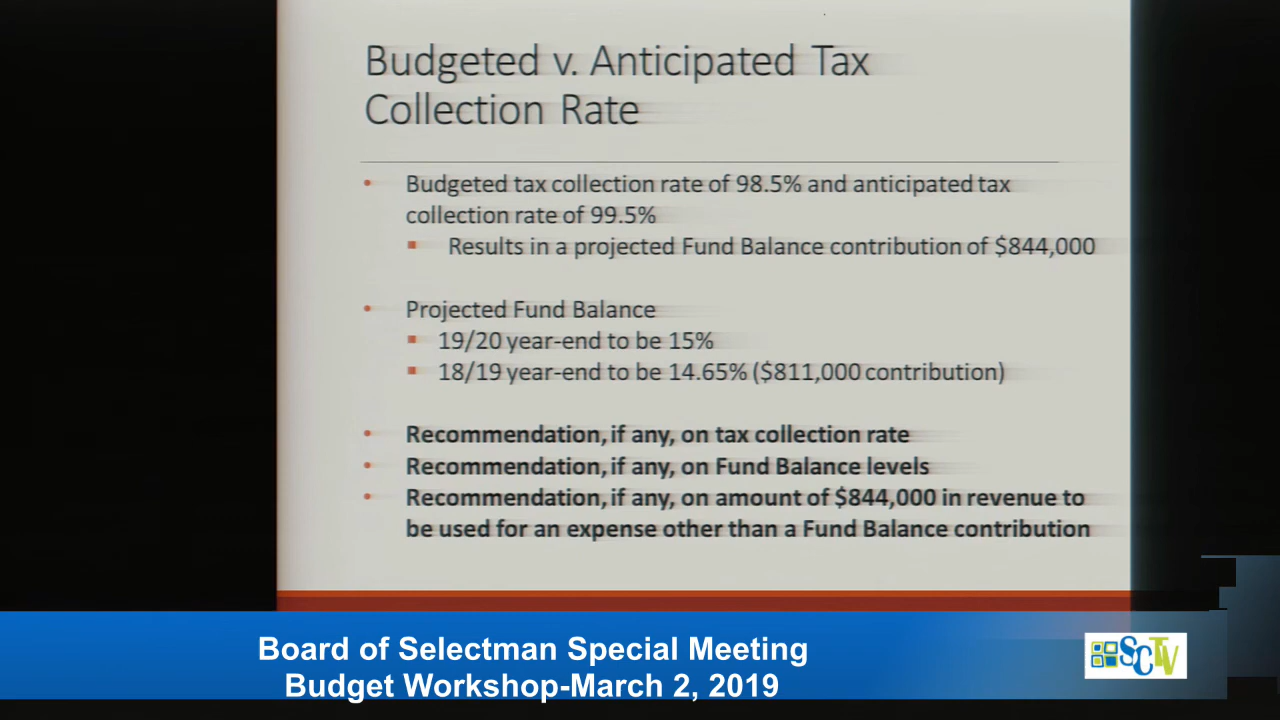 Budgeted v. Anticipated Tax
Collection Rate
• Budgeted tax collection rate of 98.5% and anticipated tax
collection rate of 99.5%
▪ Results in a projected Fund Balance contribution of $844,000
• Projected Fund Balance
▪ 19/20 year-end to be 15%
▪ 18/19 year-end to be 14.65% ($811,000 contribution)
• Recommendation, if any, on tax collection rate
• Recommendation, if any, on Fund Balance levels
• Recommendation, if any, on amount of $844,000 in revenue to
be used for an expense other than a Fund Balance contribution
Board of Selectman Special Meeting
Budget Workshop-March 2, 2019
SCTV